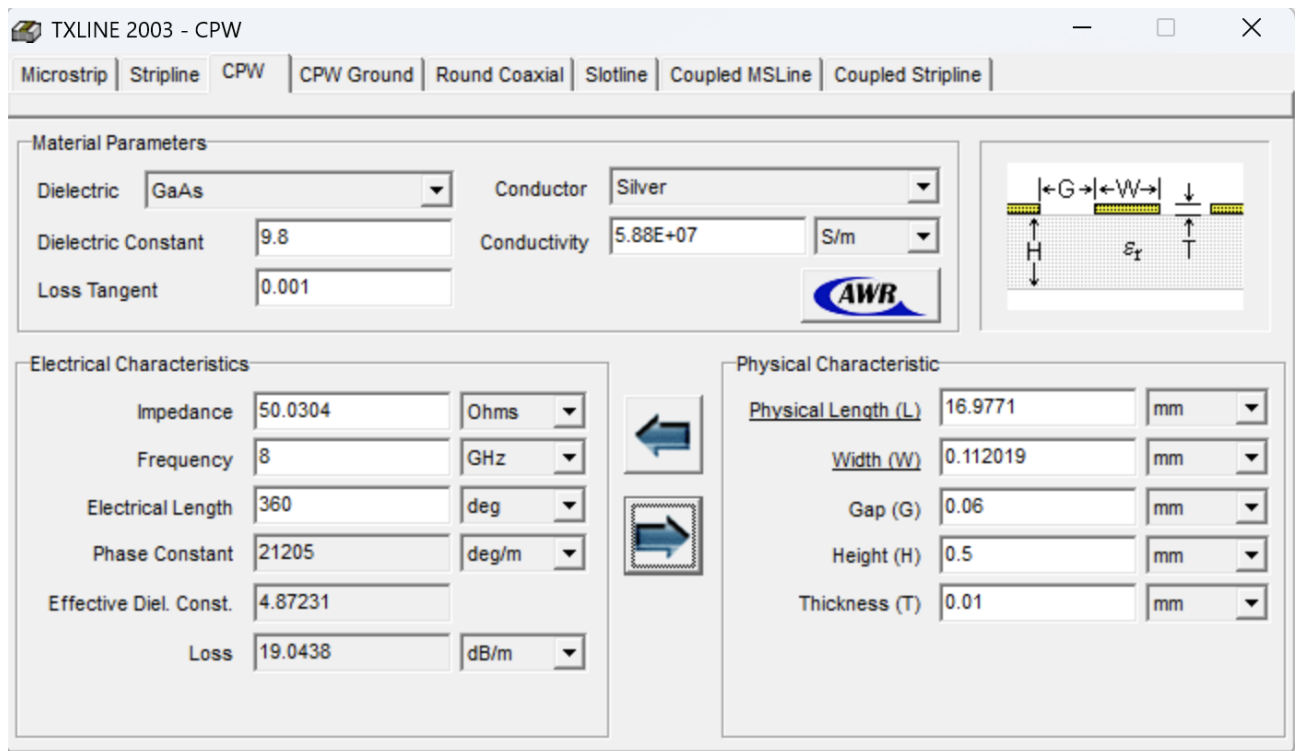 TXLINE 2003 - CPW
Microstrip Stripline CPW CPW Ground Round Coaxial Slotline Coupled MSLine Coupled Stripline
Material Parameters
Dielectric GaAs Conductor Silver
Dielectric Constant 9.8 Conductivity 5.88E+07 S/m
Loss Tangent 0.001 AWR
G W
H εr T
Electrical Characteristics
Impedance 50.0304 Ohms
Frequency 8 GHz
Electrical Length 360 deg
Phase Constant 21205 deg/m
Effective Diel. Const. 4.87231
Loss 19.0438 dB/m
Physical Characteristic
Physical Length (L) 16.9771 mm
Width (W) 0.112019 mm
Gap (G) 0.06 mm
Height (H) 0.5 mm
Thickness (T) 0.01 mm